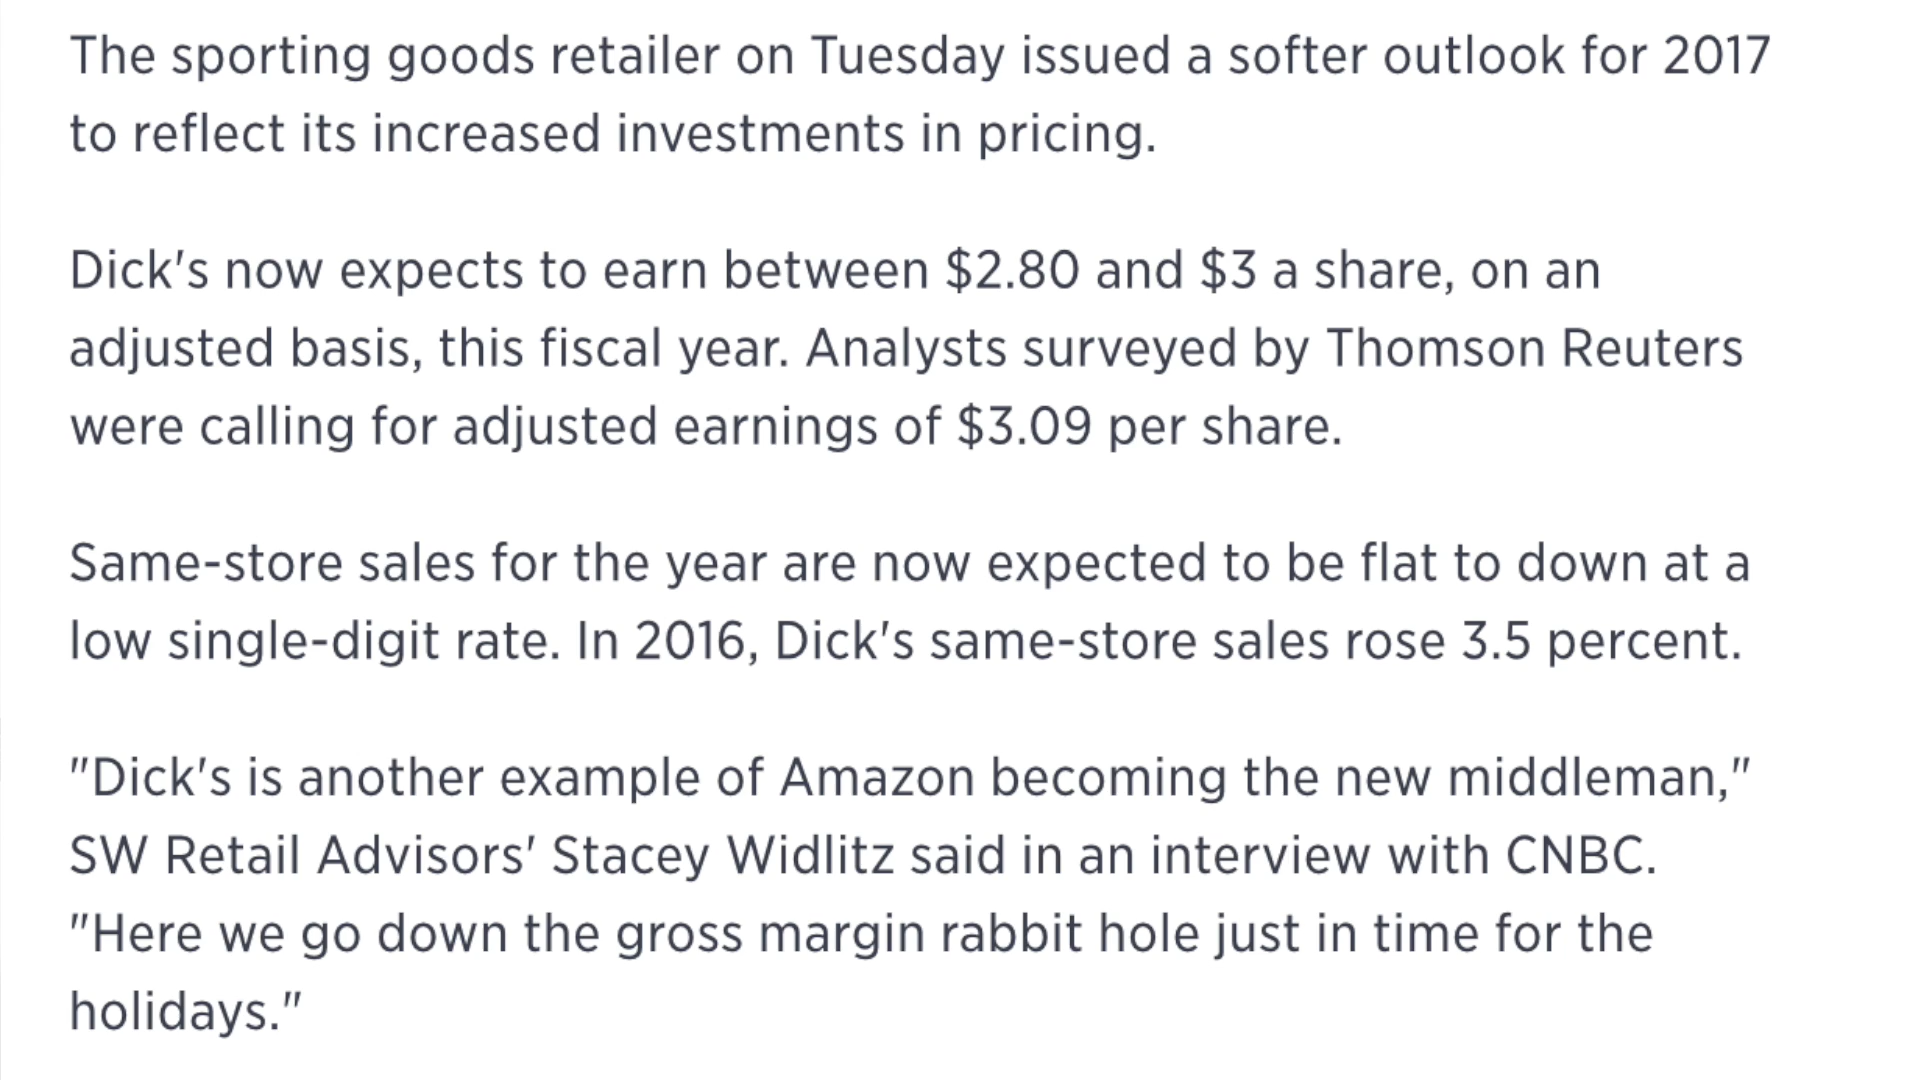 The sporting goods retailer on Tuesday issued a softer outlook for 2017
to reflect its increased investments in pricing.
Dick's now expects to earn between $2.80 and $3 a share, on an
adjusted basis, this fiscal year. Analysts surveyed by Thomson Reuters
were calling for adjusted earnings of $3.09 per share.
Same-store sales for the year are now expected to be flat to down at a
low single-digit rate. In 2016, Dick's same-store sales rose 3.5 percent.
"Dick's is another example of Amazon becoming the new middleman,"
SW Retail Advisors' Stacey Widlitz said in an interview with CNBC.
"Here we go down the gross margin rabbit hole just in time for the
holidays."